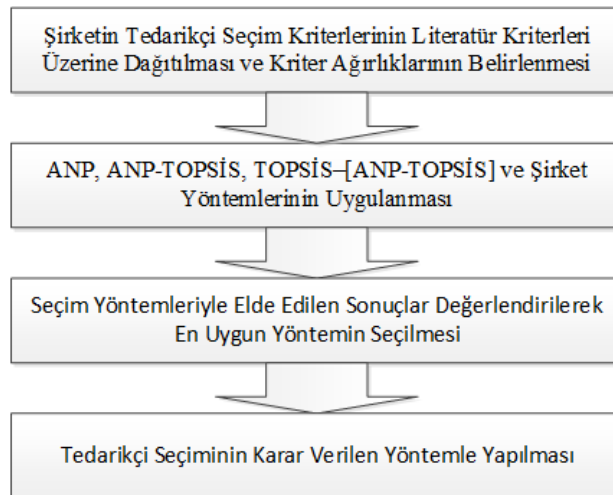 Şirketin Tedarikçi Seçim Kriterlerinin Literatür Kriterleri
Üzerine Dağıtılması ve Kriter Ağırlıklarının Belirlenmesi
ANP, ANP-TOPSİS, TOPSİS–[ANP-TOPSİS] ve Şirket
Yöntemlerinin Uygulanması
Seçim Yöntemleriyle Elde Edilen Sonuçlar Değerlendirilerek
En Uygun Yöntemin Seçilmesi
Tedarikçi Seçiminin Karar Verilen Yöntemle Yapılması